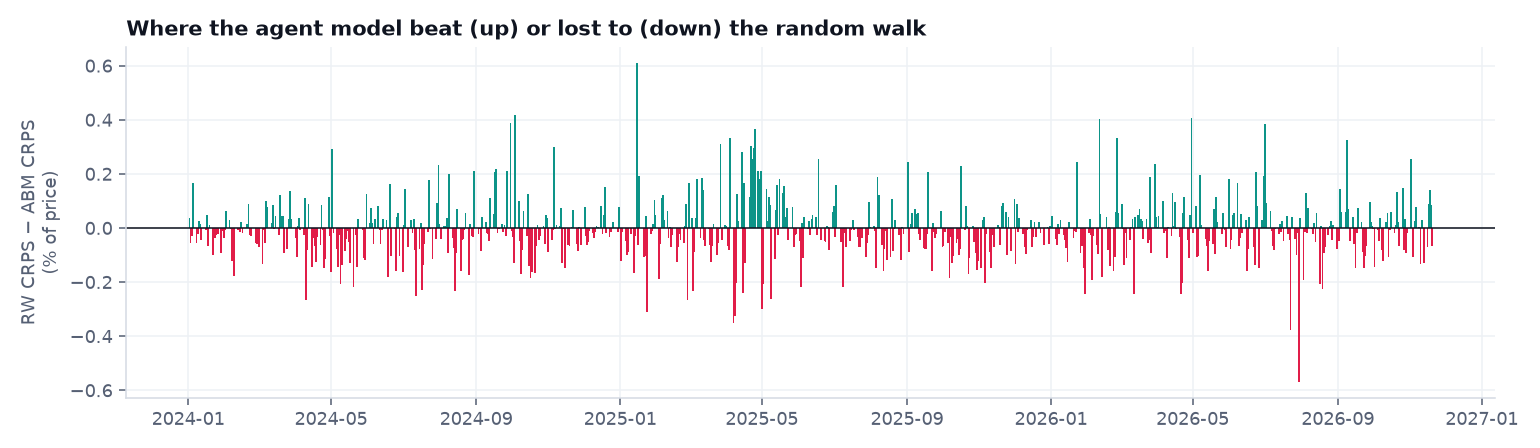 Where the agent model beat (up) or lost to (down) the random walk
RW CRPS − ABM CRPS
(% of price)
0.6
0.4
0.2
0.0
−0.2
−0.4
−0.6
2024-01 2024-05 2024-09 2025-01 2025-05 2025-09 2026-01 2026-05 2026-09 2027-01